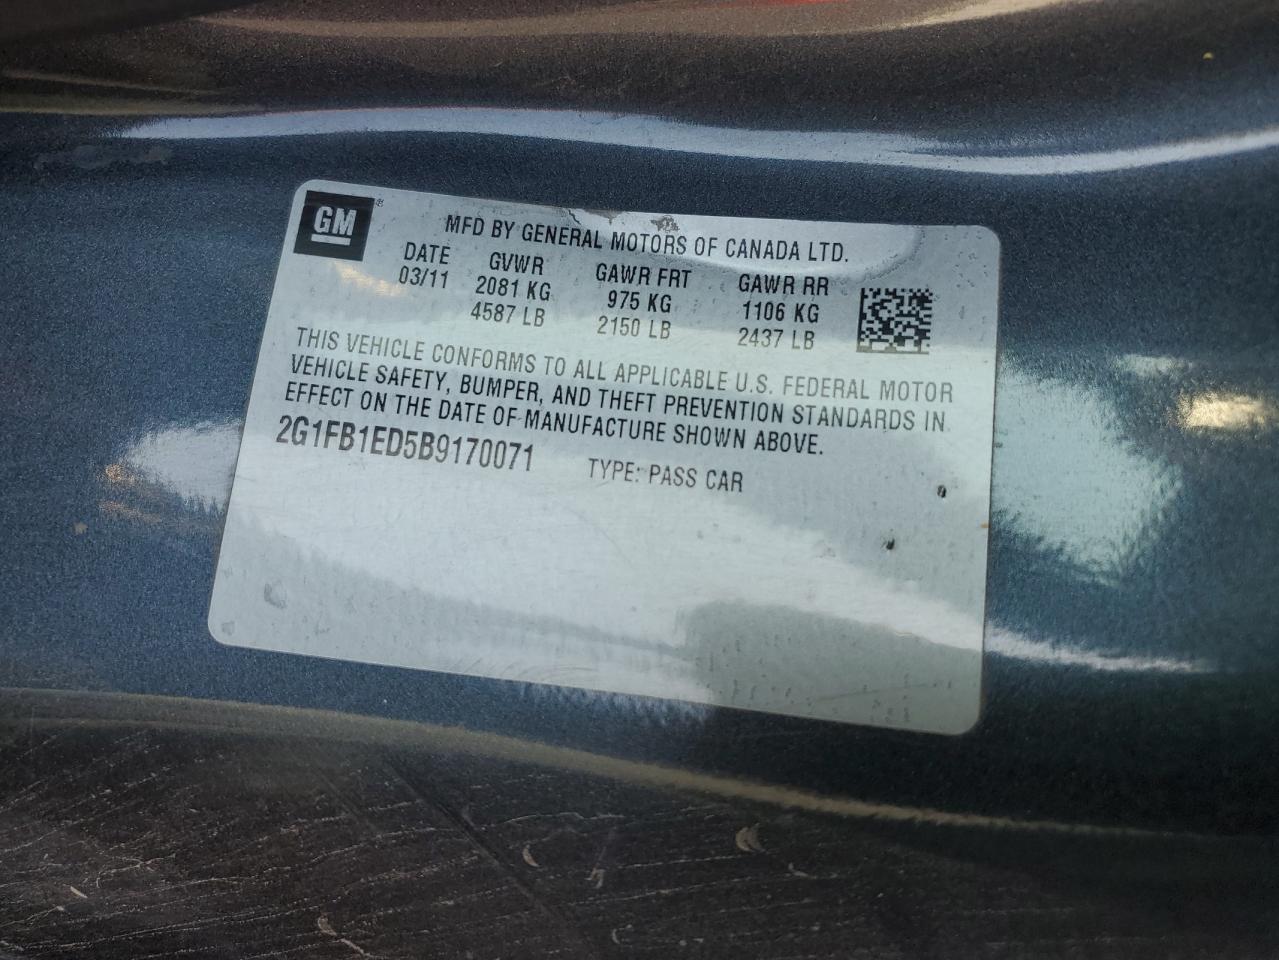 GM ®
MFD BY GENERAL MOTORS OF CANADA LTD.
DATE GVWR GAWR FRT GAWR RR
03/11 2081 KG 975 KG 1106 KG
4587 LB 2150 LB 2437 LB
THIS VEHICLE CONFORMS TO ALL APPLICABLE U.S. FEDERAL MOTOR
VEHICLE SAFETY, BUMPER, AND THEFT PREVENTION STANDARDS IN
EFFECT ON THE DATE OF MANUFACTURE SHOWN ABOVE.
2G1FB1ED5B9170071 TYPE: PASS CAR